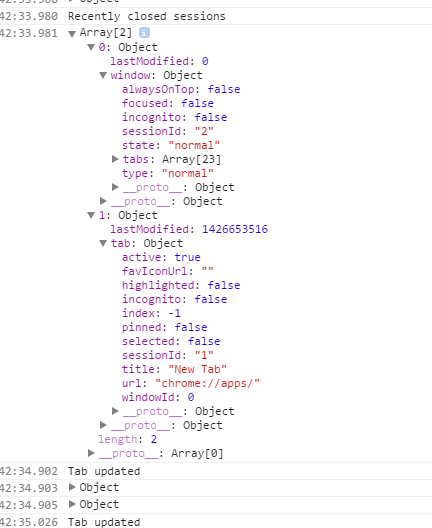 42:33.968 Object
42:33.980 Recently closed sessions
42:33.981 Array[2] i
0: Object
lastModified: 0
window: Object
alwaysOnTop: false
focused: false
incognito: false
sessionId: "2"
state: "normal"
tabs: Array[23]
type: "normal"
__proto__: Object
__proto__: Object
1: Object
lastModified: 1426653516
tab: Object
active: true
favIconUrl: ""
highlighted: false
incognito: false
index: -1
pinned: false
selected: false
sessionId: "1"
title: "New Tab"
url: "chrome://apps/"
windowId: 0
__proto__: Object
__proto__: Object
length: 2
__proto__: Array[0]
42:34.902 Tab updated
42:34.903 Object
42:34.905 Object
42:35.026 Tab updated